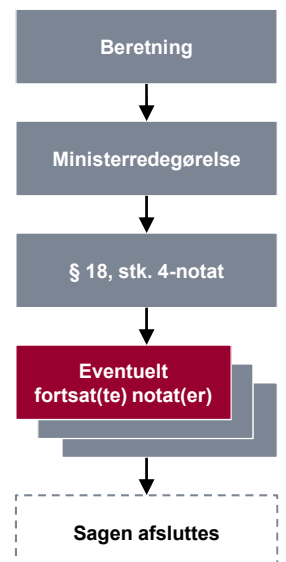 Beretning
Ministerredegørelse
§ 18, stk. 4-notat
Eventuelt
fortsat(te) notat(er)
Sagen afsluttes